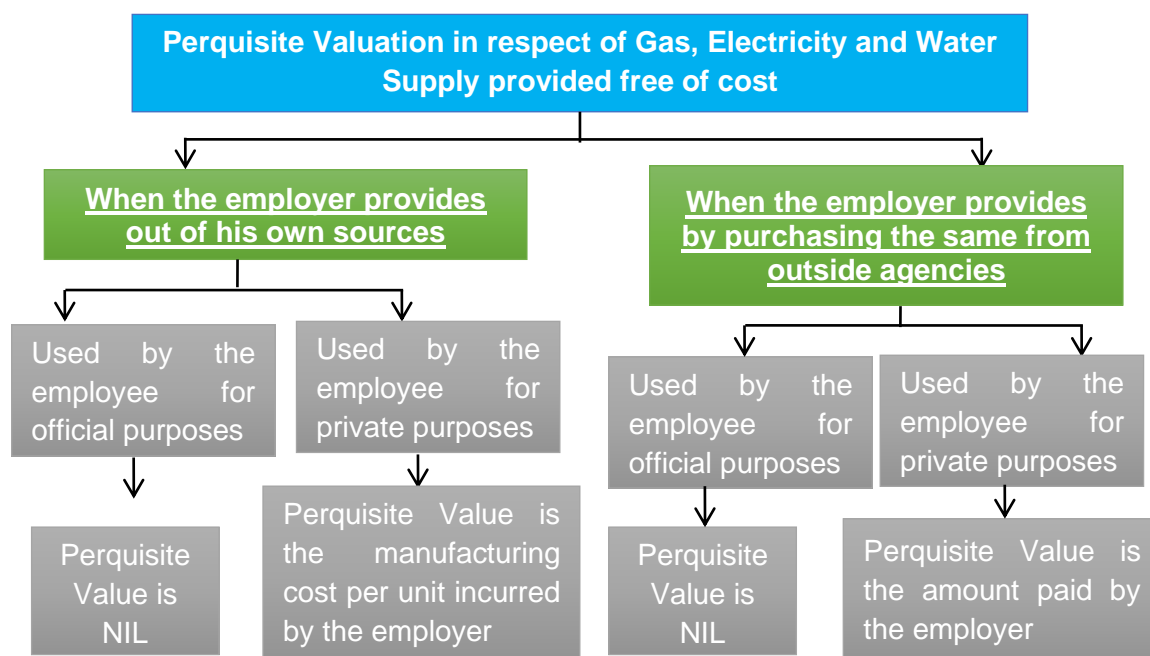 Perquisite Valuation in respect of Gas, Electricity and Water
Supply provided free of cost
When the employer provides
out of his own sources
When the employer provides
by purchasing the same from
outside agencies
Used by the
employee for
official purposes
Used by the
employee for
private purposes
Used by the
employee for
official purposes
Used by the
employee for
private purposes
Perquisite
Value is
NIL
Perquisite Value is
the manufacturing
cost per unit incurred
by the employer
Perquisite
Value is
NIL
Perquisite Value is
the amount paid by
the employer